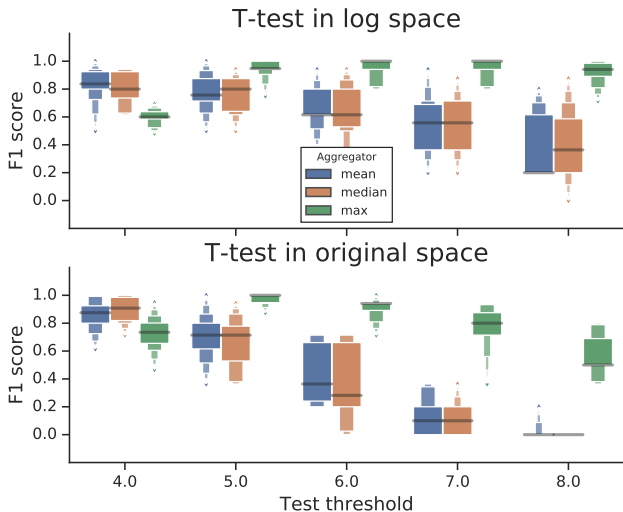 T-test in log space
1.0
0.8
0.6
0.4
0.2
0.0
F1 score
Aggregator
mean
median
max
T-test in original space
1.0
0.8
0.6
0.4
0.2
0.0
F1 score
4.0 5.0 6.0 7.0 8.0
Test threshold